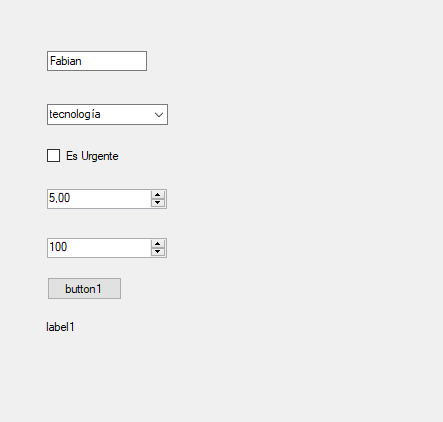 Fabian
tecnología
Es Urgente
5,00
100
button1
label1